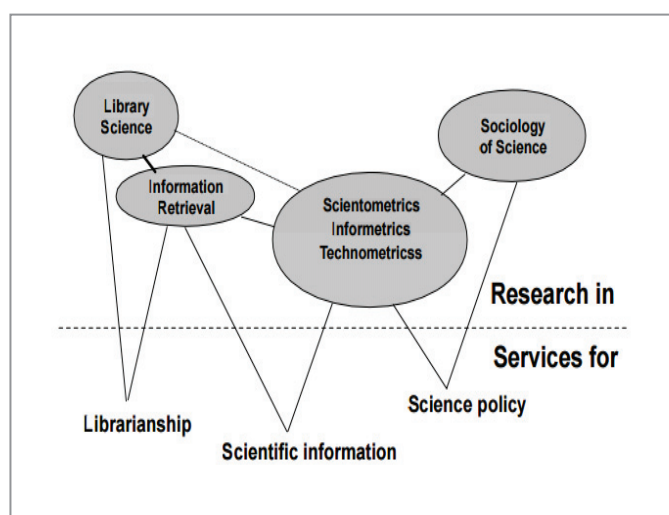 Library
Science
Sociology
of Science
Information
Retrieval
Scientometrics
Informetrics
Technometricss
Research in
Services for
Librarianship
Science policy
Scientific information